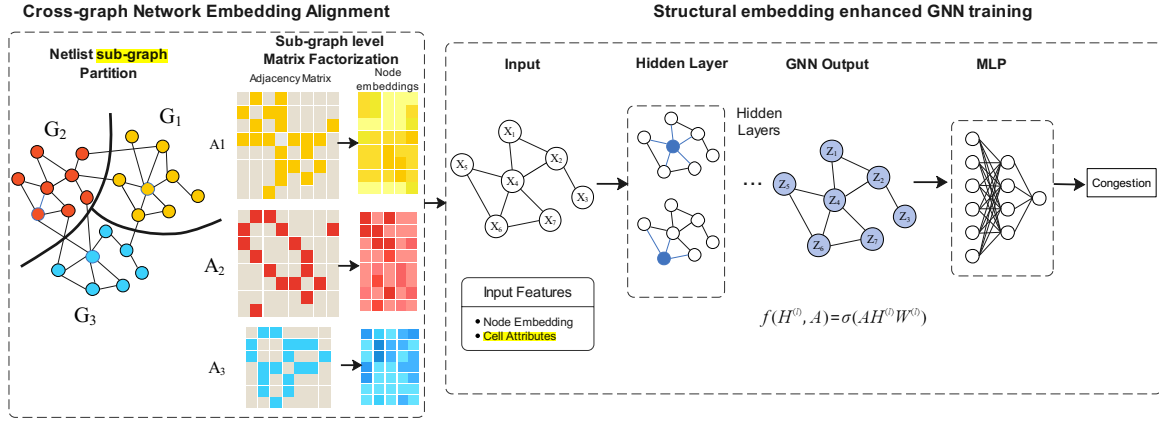 Cross-graph Network Embedding Alignment
Structural embedding enhanced GNN training
Netlist sub-graph
Partition
Sub-graph level
Matrix Factorization
Adjacency Matrix
Node
embeddings
G2
G1
G3
A1
A2
A3
Input
X1
X2
X3
X4
X5
X6
X7
Input Features
● Node Embedding
● Cell Attributes
Hidden Layer
Hidden
Layers
...
GNN Output
Z1
Z2
Z3
Z4
Z5
Z6
Z7
f(H^(l), A)=σ(AH^(l)W^(l))
MLP
Congestion